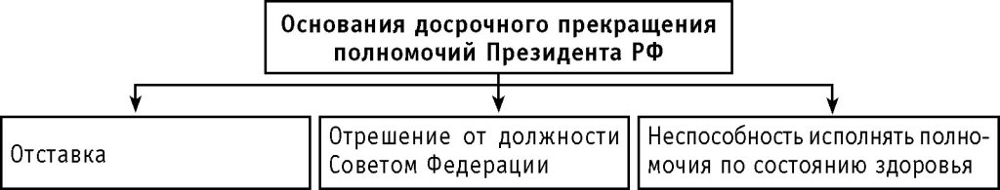 Основания досрочного прекращения
полномочий Президента РФ
Отставка
Отрешение от должности
Советом Федерации
Неспособность исполнять полно-
мочия по состоянию здоровья